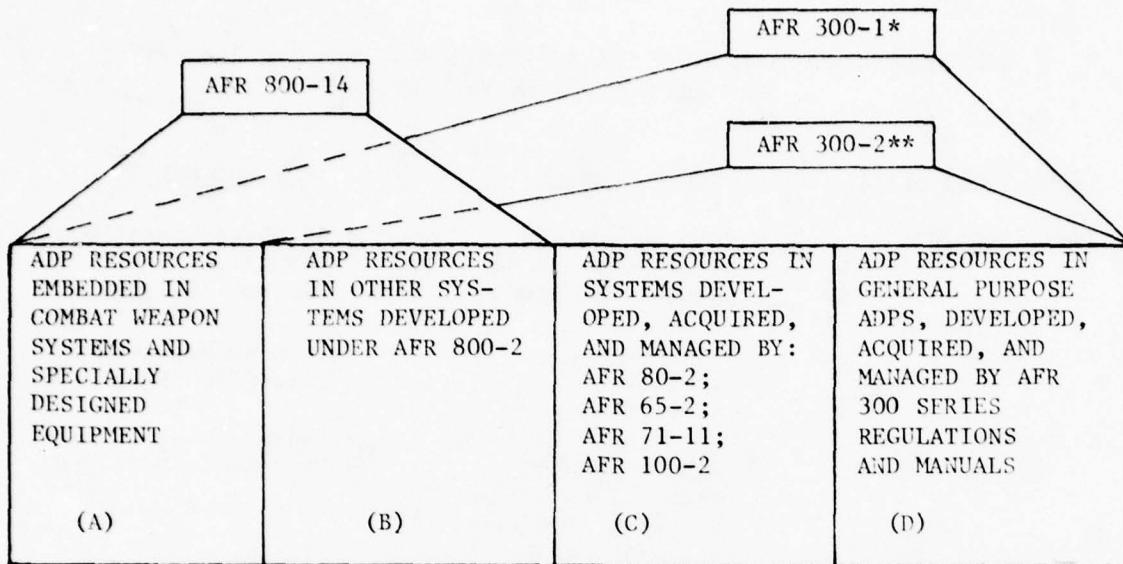 AFR 300-1*
AFR 800-14
AFR 300-2**
ADP RESOURCES
EMBEDDED IN
COMBAT WEAPON
SYSTEMS AND
SPECIALLY
DESIGNED
EQUIPMENT
(A)
ADP RESOURCES
IN OTHER SYS-
TEMS DEVELOPED
UNDER AFR 800-2
(B)
ADP RESOURCES IN
SYSTEMS DEVEL-
OPED, ACQUIRED,
AND MANAGED BY:
AFR 80-2;
AFR 65-2;
AFR 71-11;
AFR 100-2
(C)
ADP RESOURCES IN
GENERAL PURPOSE
ADPS, DEVELOPED,
ACQUIRED, AND
MANAGED BY AFR
300 SERIES
REGULATIONS
AND MANUALS
(D)